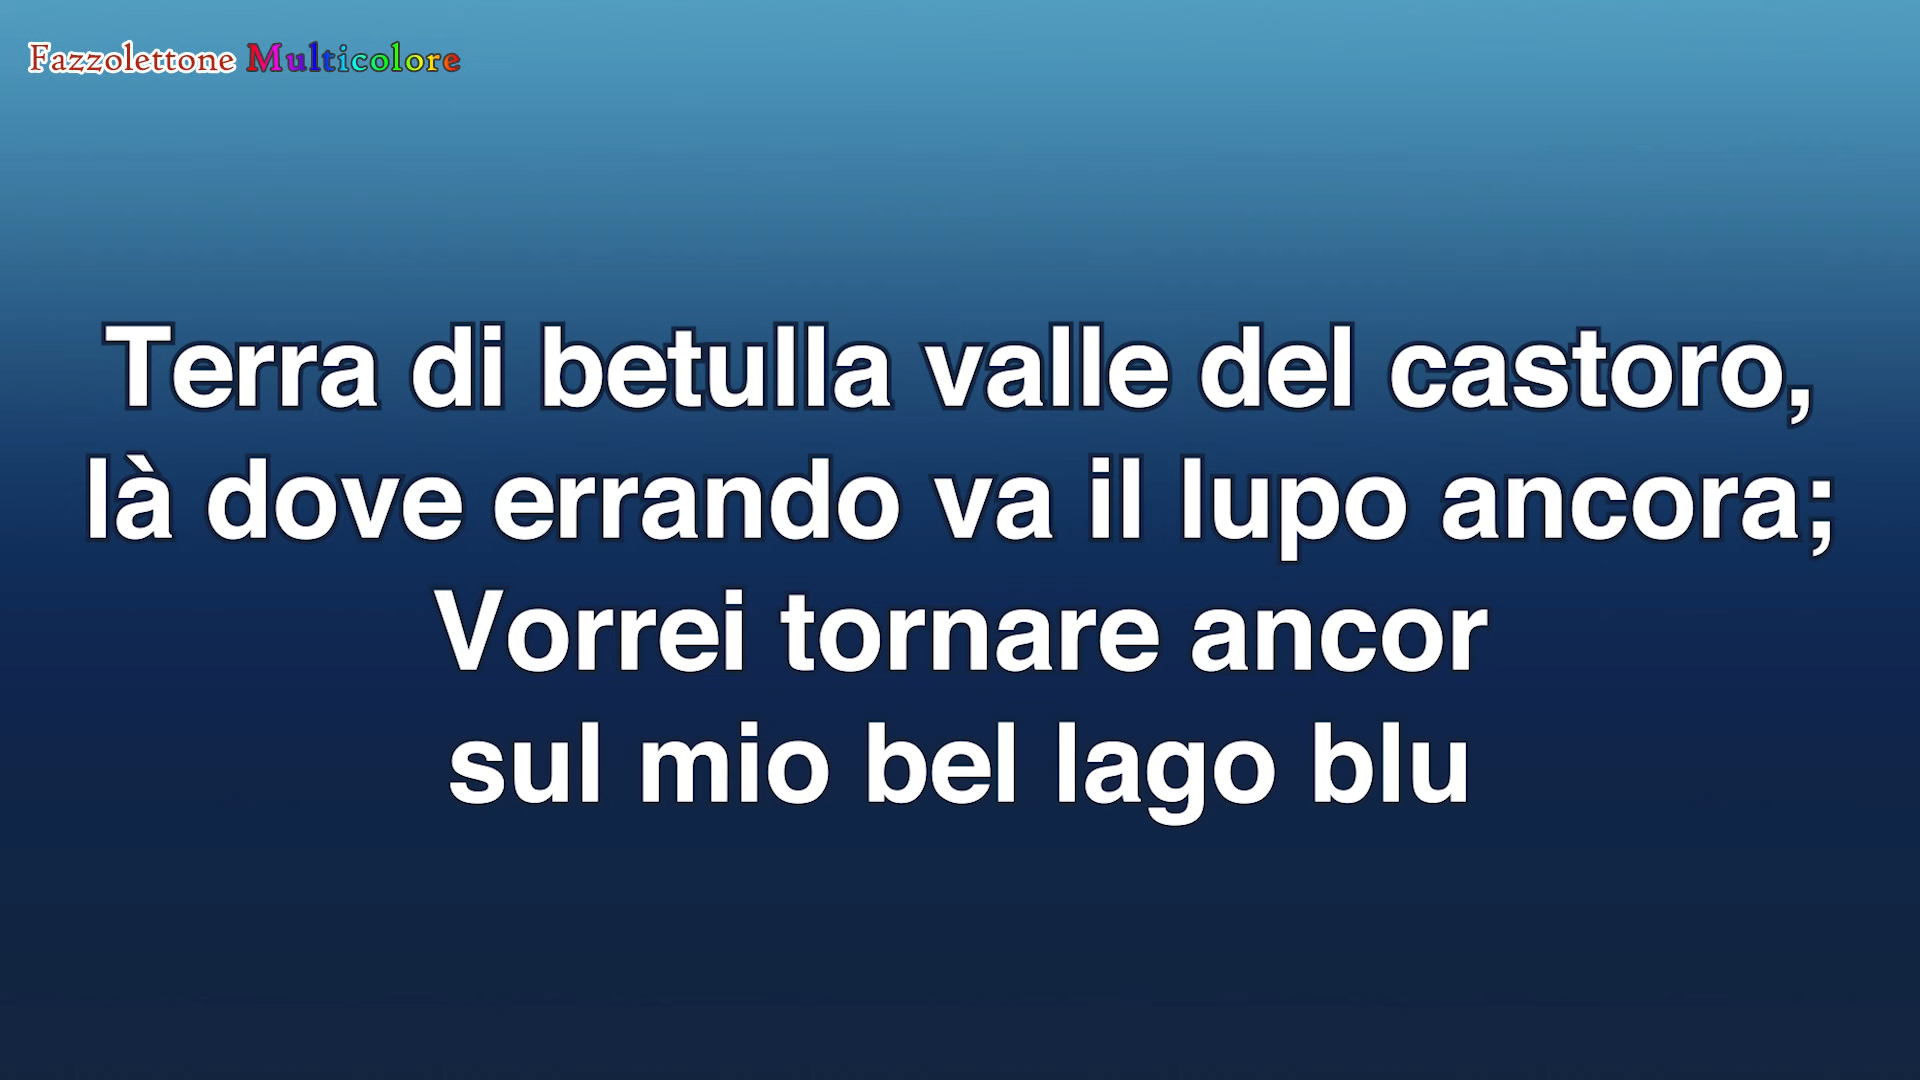 Fazzolettone Multicolore
Terra di betulla valle del castoro,
là dove errando va il lupo ancora;
Vorrei tornare ancor
sul mio bel lago blu